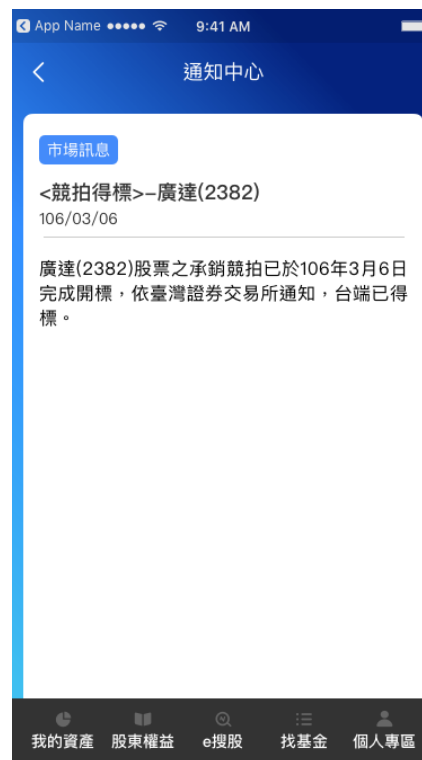 App Name 9:41 AM
通知中心
市場訊息
<競拍得標>–廣達(2382)
106/03/06
廣達(2382)股票之承銷競拍已於106年3月6日
完成開標，依臺灣證券交易所通知，台端已得
標。
我的資產 股東權益 e搜股 找基金 個人專區